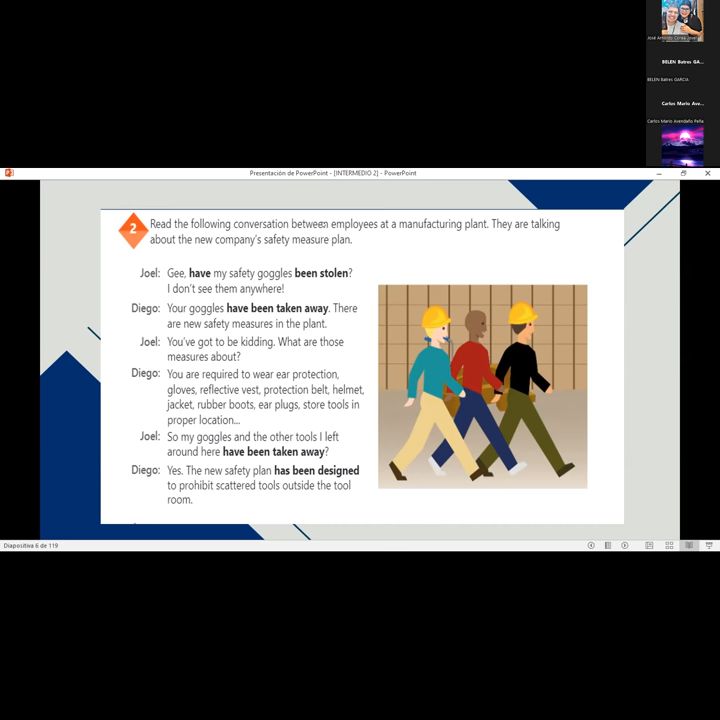 BELEN Batres GA...
BELEN Batres GARCIA
Carlos Mario Ave...
Carlos Mario Avendaño Peña
Presentación de PowerPoint - [INTERMEDIO 2] - PowerPoint
2
Read the following conversation between employees at a manufacturing plant. They are talking
about the new company's safety measure plan.
Joel: Gee, have my safety goggles been stolen?
I don't see them anywhere!
Diego: Your goggles have been taken away. There
are new safety measures in the plant.
Joel: You've got to be kidding. What are those
measures about?
Diego: You are required to wear ear protection,
gloves, reflective vest, protection belt, helmet,
jacket, rubber boots, ear plugs, store tools in
proper location...
Joel: So my goggles and the other tools I left
around here have been taken away?
Diego: Yes. The new safety plan has been designed
to prohibit scattered tools outside the tool
room.
Diapositiva 6 de 119